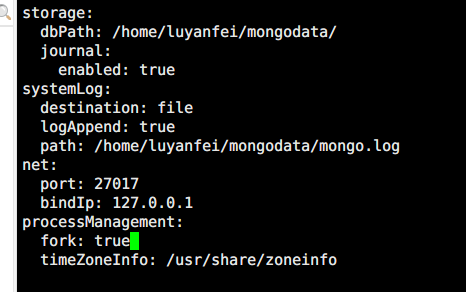 storage:
  dbPath: /home/luyanfei/mongodata/
  journal:
    enabled: true
systemLog:
  destination: file
  logAppend: true
  path: /home/luyanfei/mongodata/mongo.log
net:
  port: 27017
  bindIp: 127.0.0.1
processManagement:
  fork: true
  timeZoneInfo: /usr/share/zoneinfo